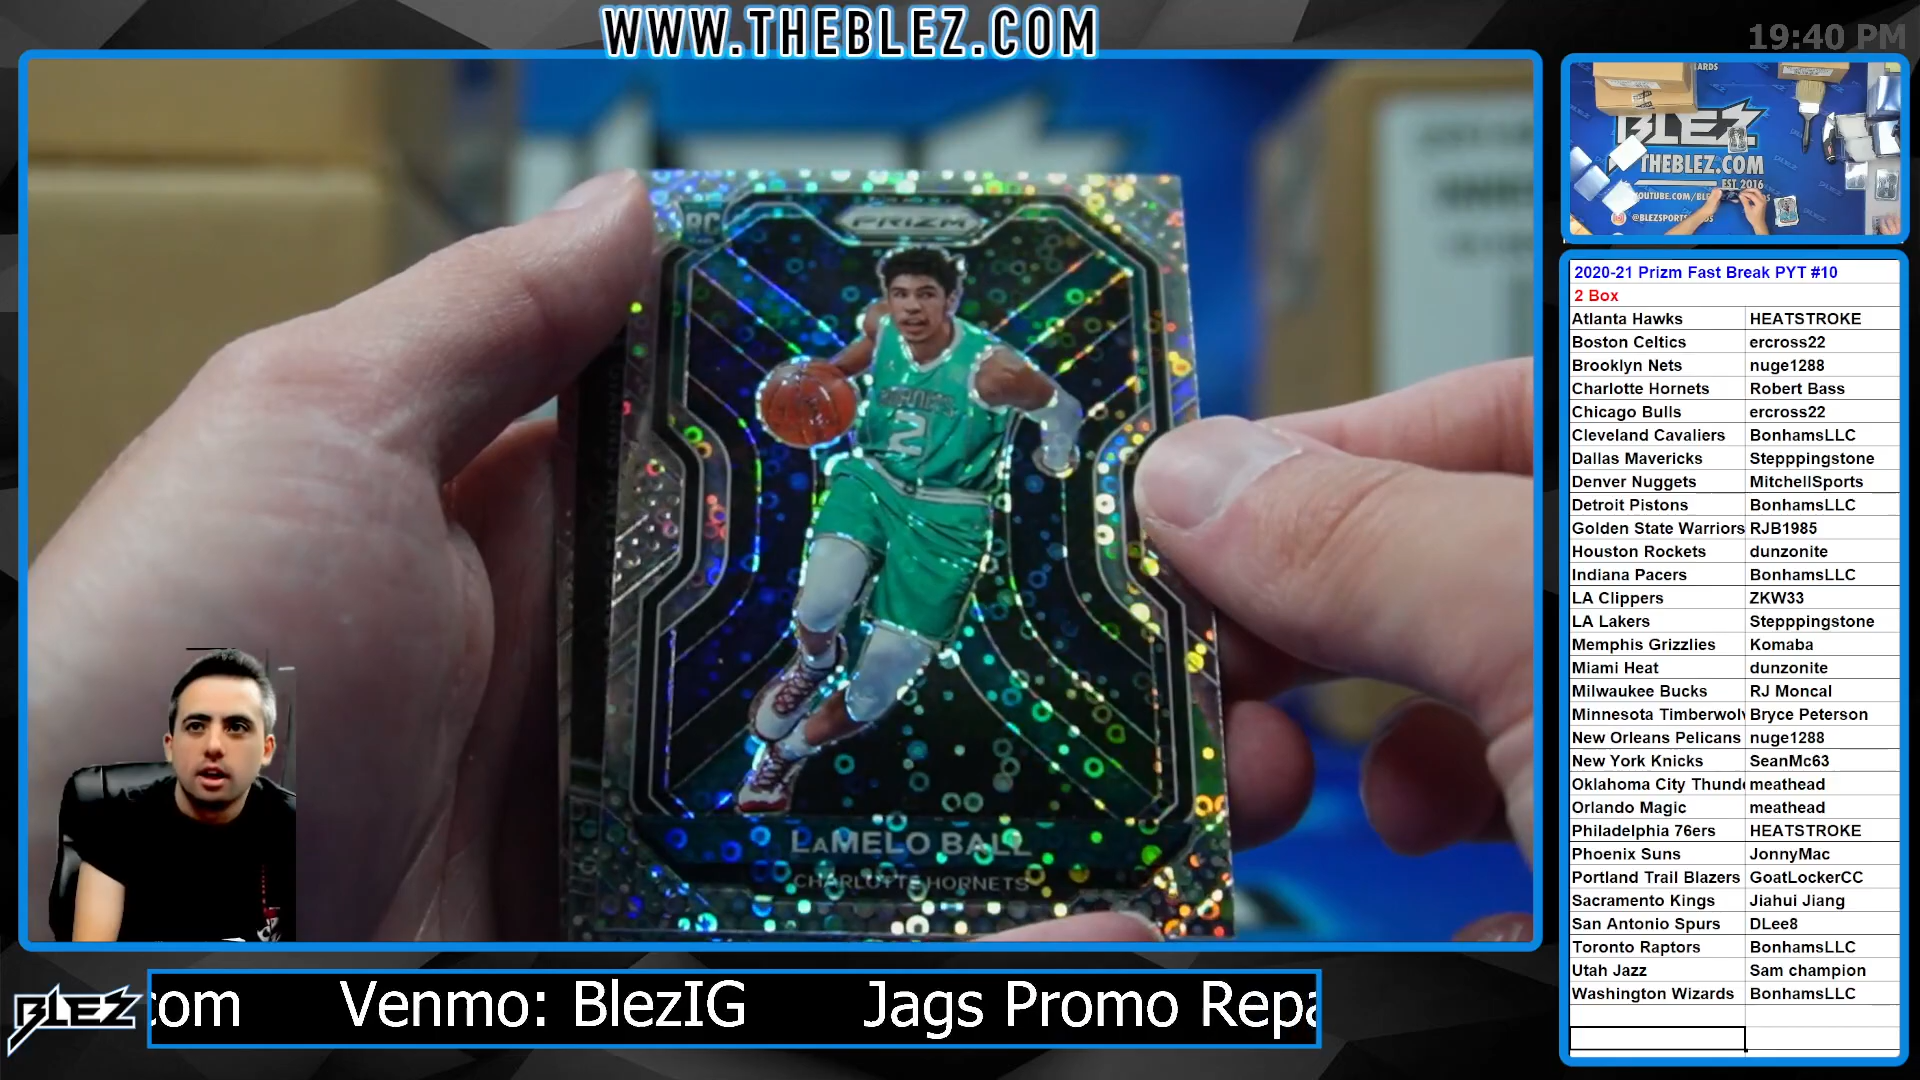 WWW.THEBLEZ.COM
19:40 PM
RC
PRIZM
HORNETS
2
LaMELO BALL
CHARLOTTE HORNETS
BLEZ
THEBLEZ.COM
EST. 2016
2020-21 Prizm Fast Break PYT #10
2 Box
Atlanta Hawks HEATSTROKE
Boston Celtics ercross22
Brooklyn Nets nuge1288
Charlotte Hornets Robert Bass
Chicago Bulls ercross22
Cleveland Cavaliers BonhamsLLC
Dallas Mavericks Stepppingstone
Denver Nuggets MitchellSports
Detroit Pistons BonhamsLLC
Golden State Warriors RJB1985
Houston Rockets dunzonite
Indiana Pacers BonhamsLLC
LA Clippers ZKW33
LA Lakers Stepppingstone
Memphis Grizzlies Komaba
Miami Heat dunzonite
Milwaukee Bucks RJ Moncal
Minnesota Timberwolv Bryce Peterson
New Orleans Pelicans nuge1288
New York Knicks SeanMc63
Oklahoma City Thunde meathead
Orlando Magic meathead
Philadelphia 76ers HEATSTROKE
Phoenix Suns JonnyMac
Portland Trail Blazers GoatLockerCC
Sacramento Kings Jiahui Jiang
San Antonio Spurs DLee8
Toronto Raptors BonhamsLLC
Utah Jazz Sam champion
Washington Wizards BonhamsLLC
BLEZ
com Venmo: BlezIG Jags Promo Repa